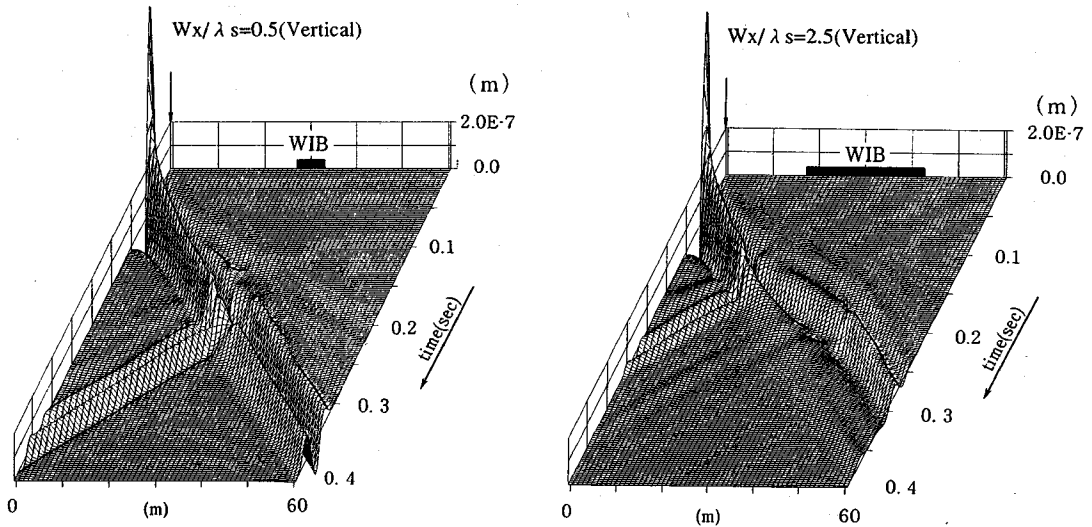 Wx/ λ s=0.5(Vertical)
(m)
2.0E-7
WIB
0.0
0.1
0.2
time(sec)
0. 3
0. 4
0
(m)
60
Wx/ λ s=2.5(Vertical)
(m)
2.0E-7
WIB
0.0
0.1
0.2
time(sec)
0.3
0. 4
0
(m)
60